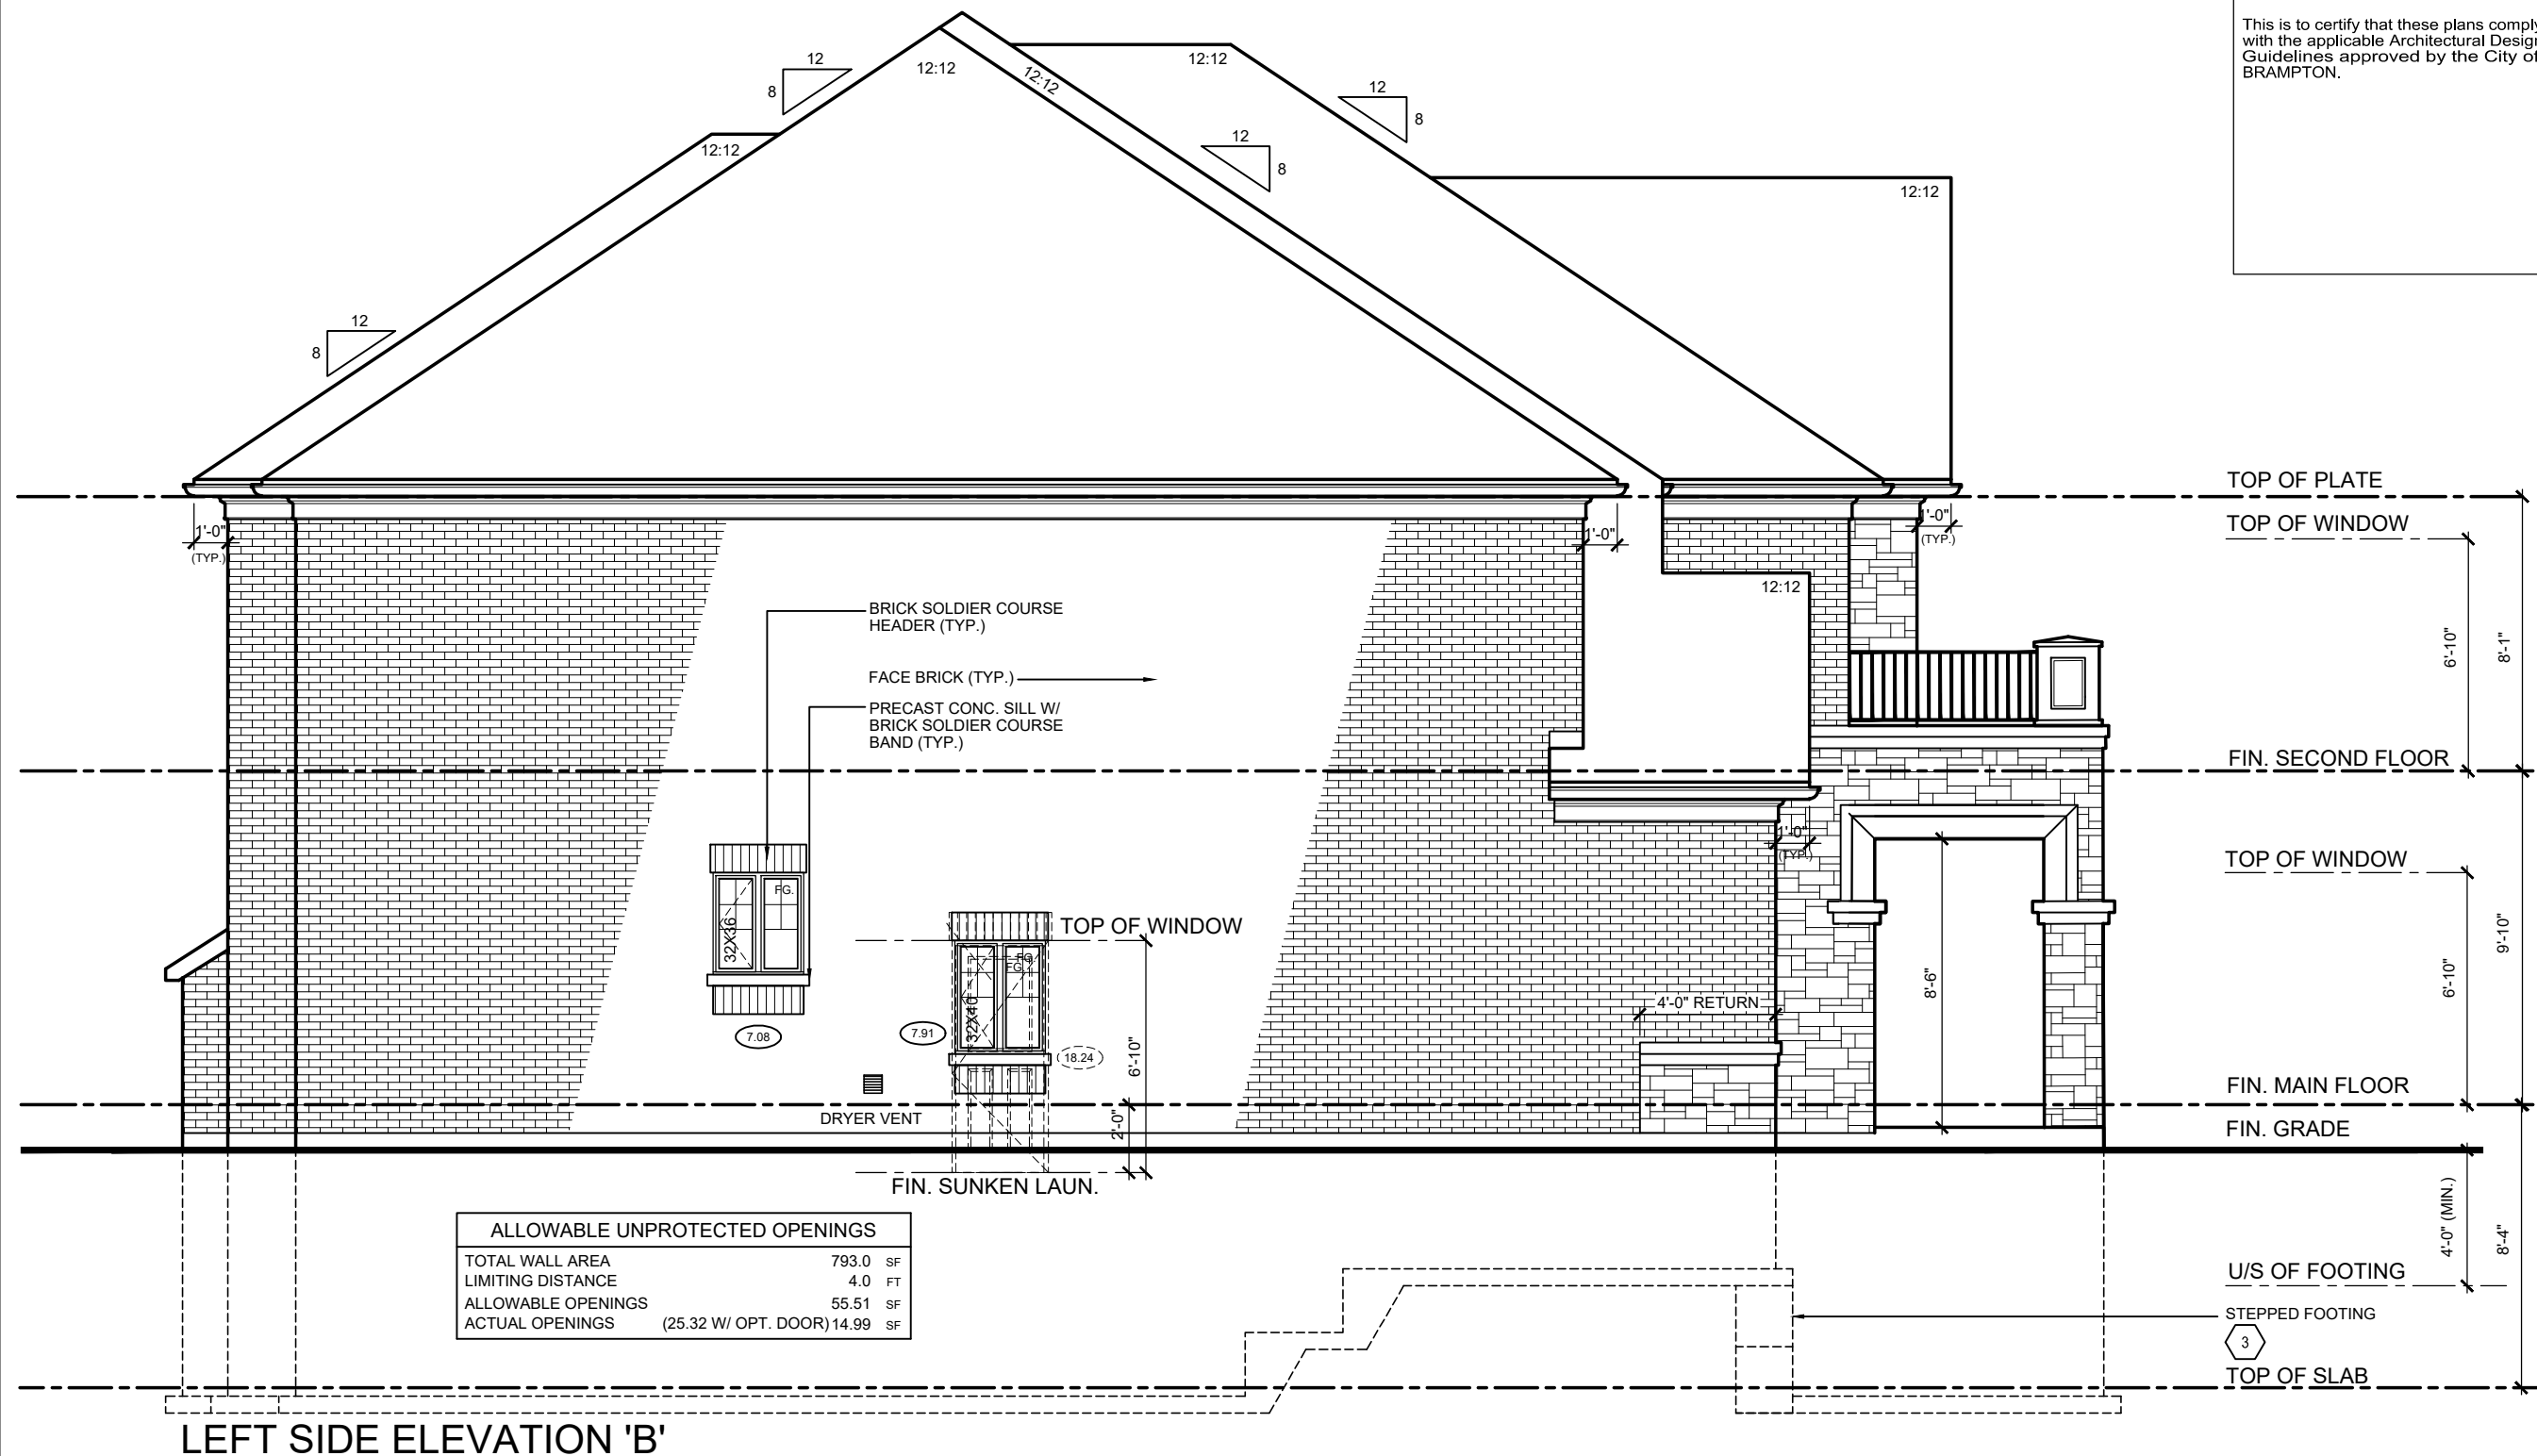 This is to certify that these plans comply
with the applicable Architectural Design
Guidelines approved by the City of
BRAMPTON.
12
8
12:12
12:12
12:12
12
8
12
8
12:12
12:12
12
8
TOP OF PLATE
TOP OF WINDOW
1'-0"
(TYP.)
1'-0"
1'-0"
(TYP.)
12:12
BRICK SOLDIER COURSE
HEADER (TYP.)
FACE BRICK (TYP.)
PRECAST CONC. SILL W/
BRICK SOLDIER COURSE
BAND (TYP.)
6'-10"
8'-1"
FIN. SECOND FLOOR
1'-0"
(TYP.)
TOP OF WINDOW
FG.
32X36
TOP OF WINDOW
FG.
FG.
32X40
7.08
7.91
18.24
6'-10"
4'-0" RETURN
8'-6"
6'-10"
9'-10"
DRYER VENT
2'-0"
FIN. MAIN FLOOR
FIN. GRADE
FIN. SUNKEN LAUN.
ALLOWABLE UNPROTECTED OPENINGS
TOTAL WALL AREA 793.0 SF
LIMITING DISTANCE 4.0 FT
ALLOWABLE OPENINGS 55.51 SF
ACTUAL OPENINGS (25.32 W/ OPT. DOOR) 14.99 SF
4'-0" (MIN.)
8'-4"
U/S OF FOOTING
STEPPED FOOTING
3
TOP OF SLAB
LEFT SIDE ELEVATION 'B'